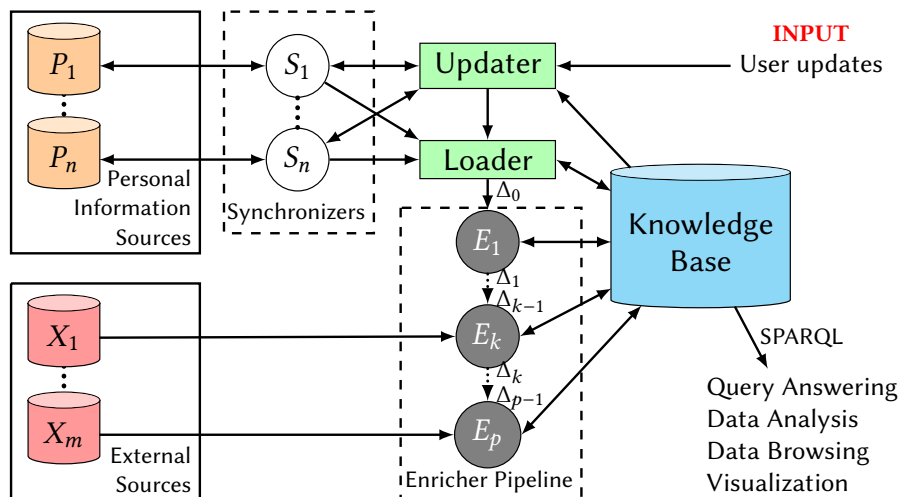 P₁
Pₙ
Personal
Information
Sources
S₁
Sₙ
Synchronizers
Updater
Loader
INPUT
User updates
Δ₀
E₁
Δ₁
Δₖ₋₁
Eₖ
Δₖ
Δₚ₋₁
Eₚ
Enricher Pipeline
Knowledge
Base
X₁
Xₘ
External
Sources
SPARQL
Query Answering
Data Analysis
Data Browsing
Visualization